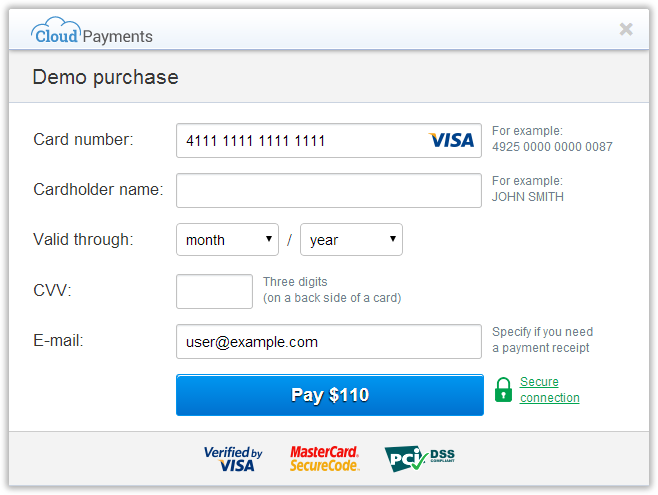 Cloud Payments
Demo purchase
Card number:
4111 1111 1111 1111
VISA
For example:
4925 0000 0000 0087
Cardholder name:
For example:
JOHN SMITH
Valid through:
month / year
CVV:
Three digits
(on a back side of a card)
E-mail:
user@example.com
Specify if you need
a payment receipt
Pay $110
Secure
connection
Verified by
VISA
MasterCard.
SecureCode.
PCI DSS
COMPLIANT